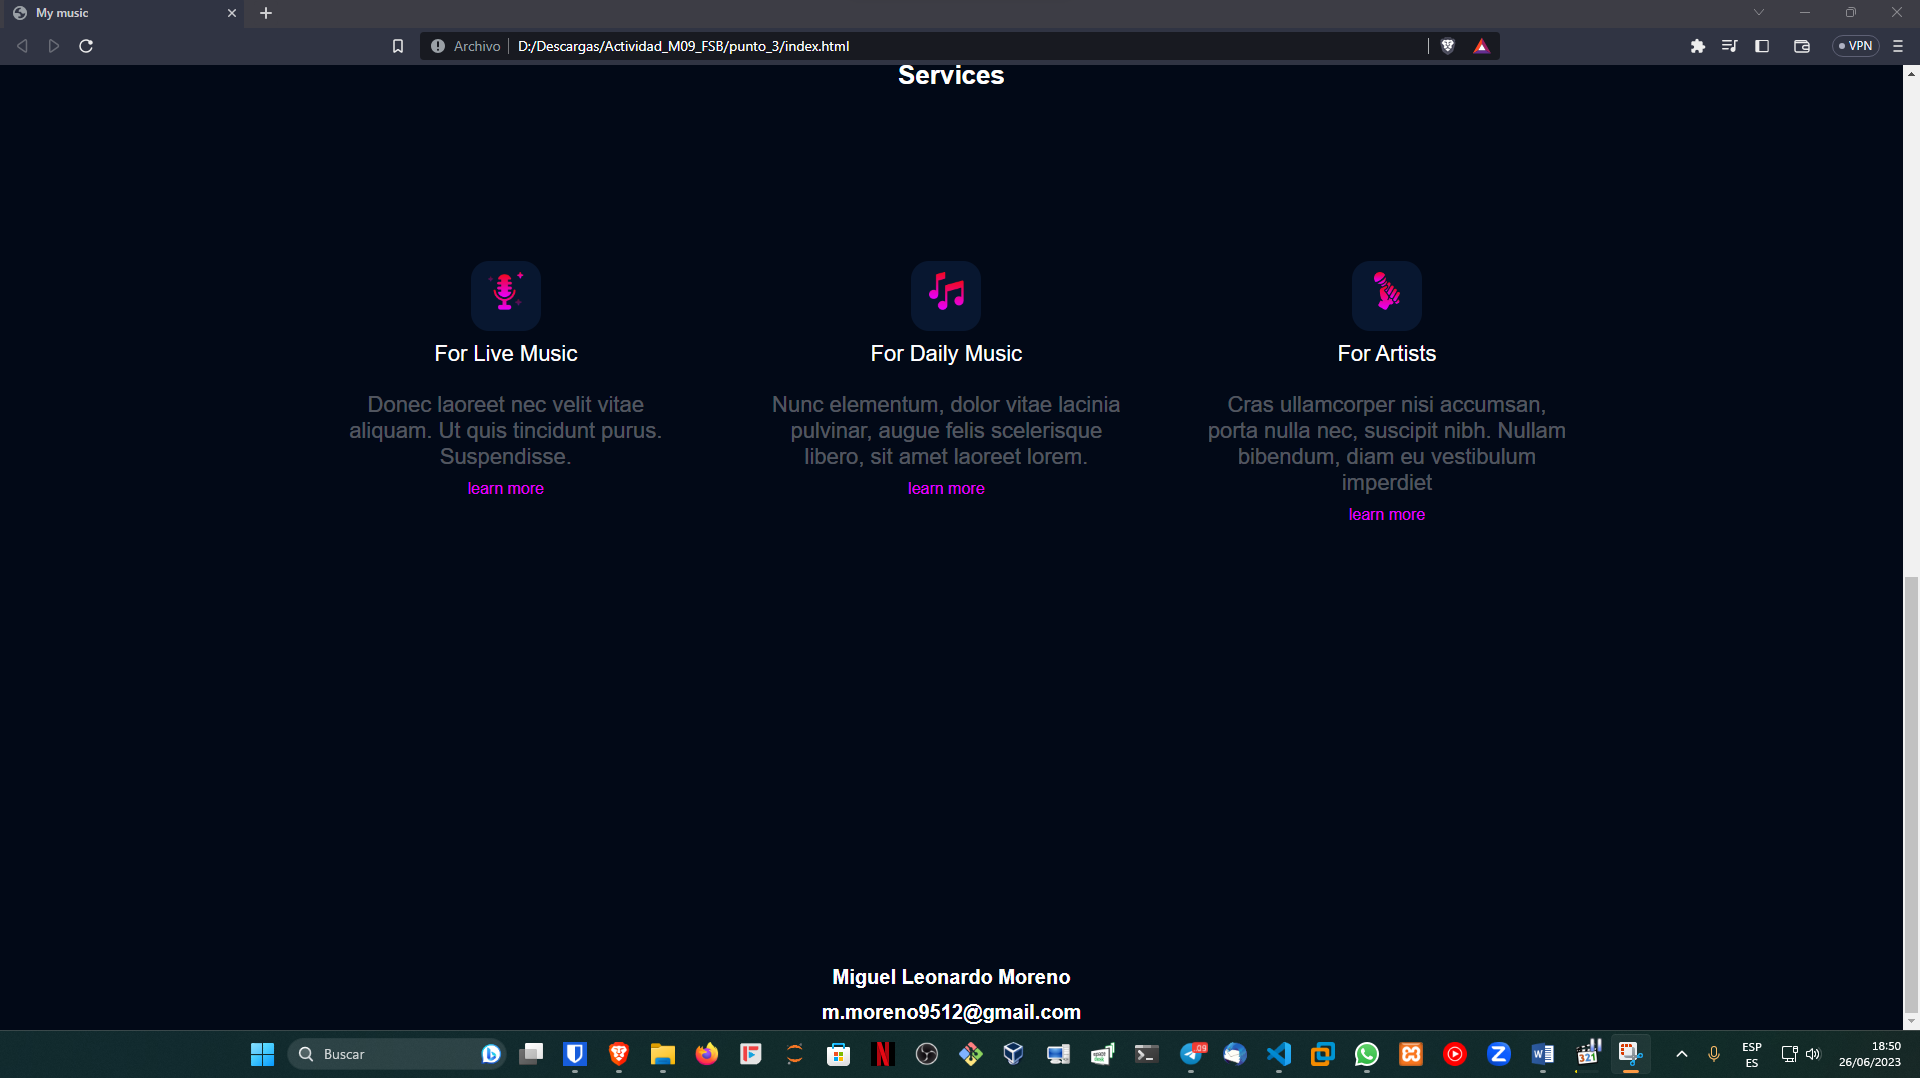 My music
Archivo
D:/Descargas/Actividad_M09_FSB/punto_3/index.html
VPN
Services
For Live Music
Donec laoreet nec velit vitae
aliquam. Ut quis tincidunt purus.
Suspendisse.
learn more
For Daily Music
Nunc elementum, dolor vitae lacinia
pulvinar, augue felis scelerisque
libero, sit amet laoreet lorem.
learn more
For Artists
Cras ullamcorper nisi accumsan,
porta nulla nec, suscipit nibh. Nullam
bibendum, diam eu vestibulum
imperdiet
learn more
Miguel Leonardo Moreno
m.moreno9512@gmail.com
Buscar
321
ESP
ES
18:50
26/06/2023